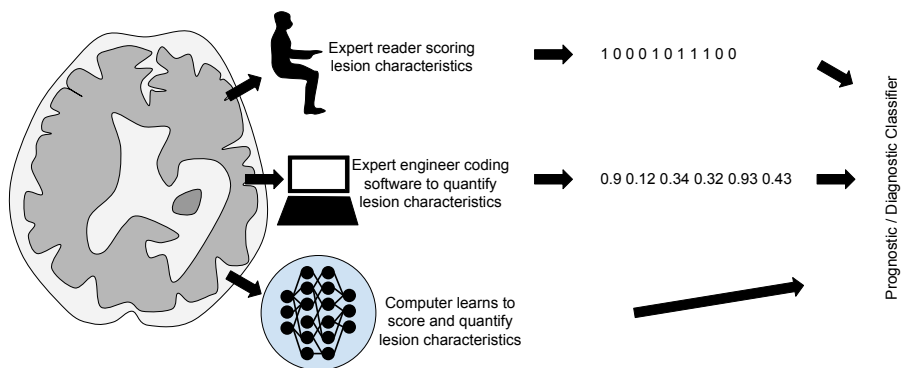 Expert reader scoring
lesion characteristics
1 0 0 0 1 0 1 1 1 0 0
Expert engineer coding
software to quantify
lesion characteristics
0.9 0.12 0.34 0.32 0.93 0.43
Computer learns to
score and quantify
lesion characteristics
Prognostic / Diagnostic Classifier